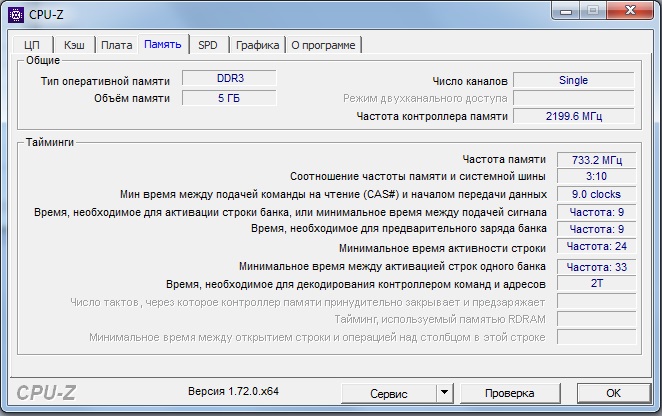 CPU-Z
ЦП Кэш Плата Память SPD Графика О программе
Общие
Тип оперативной памяти DDR3 Число каналов Single
Объём памяти 5 ГБ Режим двухканального доступа
Частота контроллера памяти 2199.6 МГц
Тайминги
Частота памяти 733.2 МГц
Соотношение частоты памяти и системной шины 3:10
Мин время между подачей команды на чтение (CAS#) и началом передачи данных 9.0 clocks
Время, необходимое для активации строки банка, или минимальное время между подачей сигнала Частота: 9
Время, необходимое для предварительного заряда банка Частота: 9
Минимальное время активности строки Частота: 24
Минимальное время между активацией строк одного банка Частота: 33
Время, необходимое для декодирования контроллером команд и адресов 2T
Число тактов, через которое контроллер памяти принудительно закрывает и предзаряжает
Тайминг, используемый памятью RDRAM
Минимальное время между открытием строки и операцией над столбцом в этой строке
CPU-Z Версия 1.72.0.x64 Сервис Проверка OK